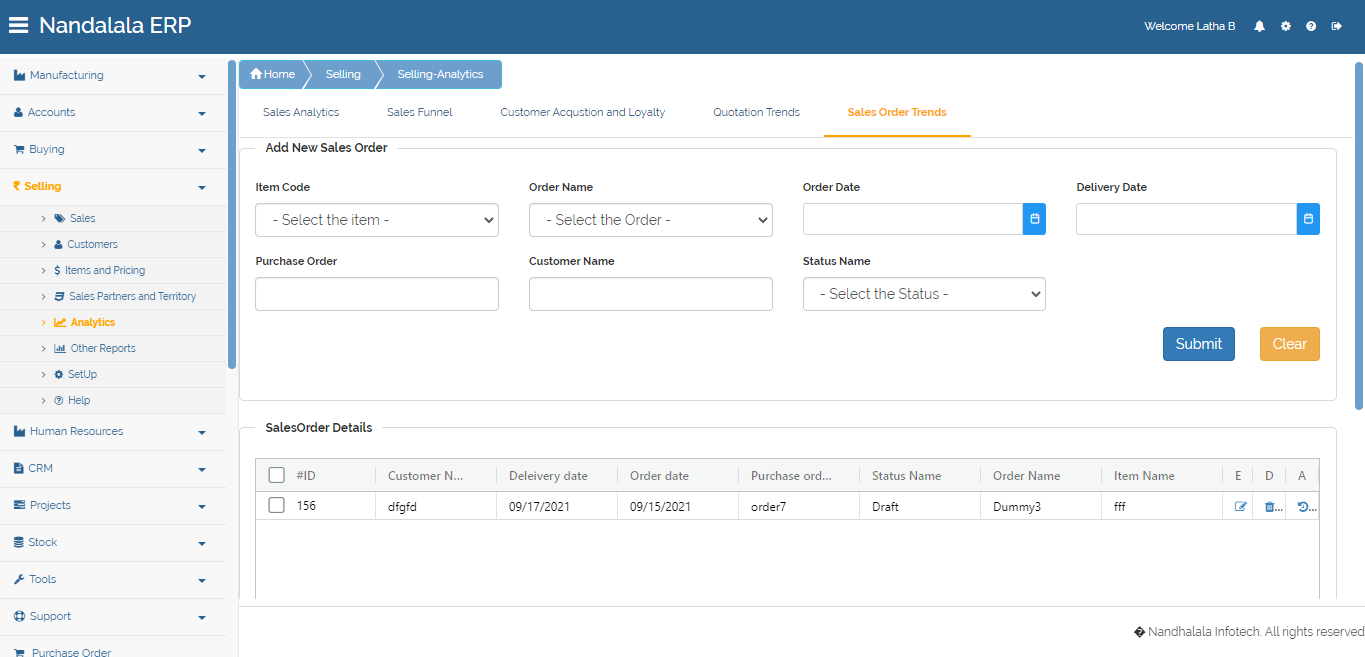 Nandalala ERP
Welcome Latha B
Manufacturing
Accounts
Buying
Selling
Sales
Customers
Items and Pricing
Sales Partners and Territory
Analytics
Other Reports
SetUp
Help
Human Resources
CRM
Projects
Stock
Tools
Support
Purchase Order
Home Selling Selling-Analytics
Sales Analytics Sales Funnel Customer Acqustion and Loyalty Quotation Trends Sales Order Trends
Add New Sales Order
Item Code Order Name Order Date Delivery Date
- Select the item - - Select the Order -
Purchase Order Customer Name Status Name
- Select the Status -
Submit Clear
SalesOrder Details
#ID Customer N... Deleivery date Order date Purchase ord... Status Name Order Name Item Name E D A
156 dfgfd 09/17/2021 09/15/2021 order7 Draft Dummy3 fff ... ...
� Nandhalala Infotech. All rights reserved